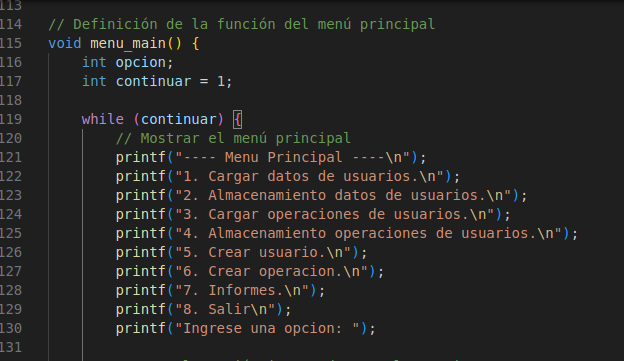 113
114 // Definición de la función del menú principal
115 void menu_main() {
116     int opcion;
117     int continuar = 1;
118
119     while (continuar) {
120         // Mostrar el menú principal
121         printf("---- Menu Principal ----\n");
122         printf("1. Cargar datos de usuarios.\n");
123         printf("2. Almacenamiento datos de usuarios.\n");
124         printf("3. Cargar operaciones de usuarios.\n");
125         printf("4. Almacenamiento operaciones de usuarios.\n");
126         printf("5. Crear usuario.\n");
127         printf("6. Crear operacion.\n");
128         printf("7. Informes.\n");
129         printf("8. Salir\n");
130         printf("Ingrese una opcion: ");
131